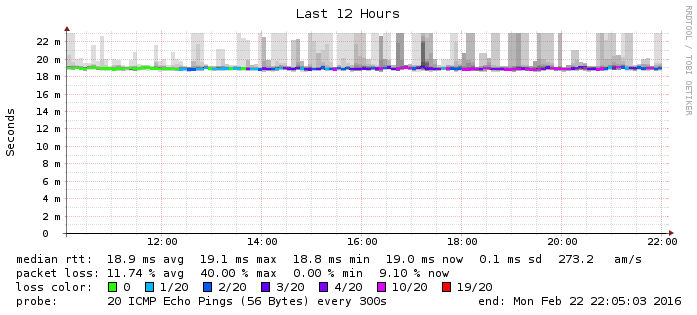 Last 12 Hours
RRDTOOL / TOBI OETIKER
Seconds
22 m
20 m
18 m
16 m
14 m
12 m
10 m
8 m
6 m
4 m
2 m
0
12:00 14:00 16:00 18:00 20:00 22:00
median rtt: 18.9 ms avg 19.1 ms max 18.8 ms min 19.0 ms now 0.1 ms sd 273.2 am/s
packet loss: 11.74 % avg 40.00 % max 0.00 % min 9.10 % now
loss color: 0 1/20 2/20 3/20 4/20 10/20 19/20
probe: 20 ICMP Echo Pings (56 Bytes) every 300s end: Mon Feb 22 22:05:03 2016